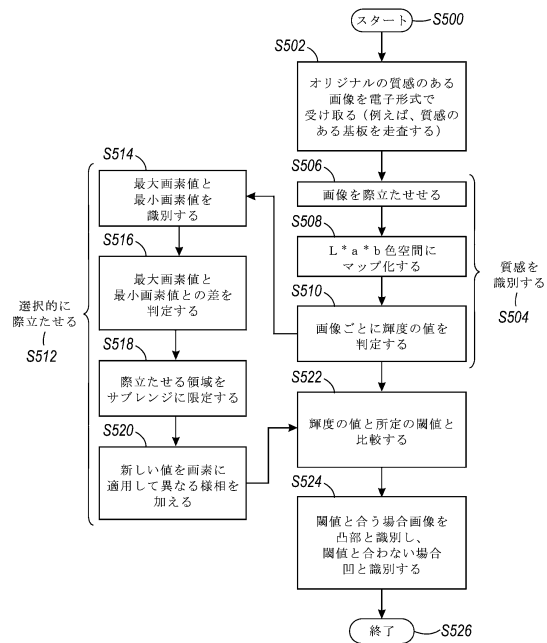 スタート
S500
S502
オリジナルの質感のある
画像を電子形式で
受け取る（例えば、質感の
ある基板を走査する）
S506
画像を際立たせせる
S508
L*a*b色空間に
マップ化する
S510
画像ごとに輝度の値を
判定する
質感を
識別する
S504
S514
最大画素値と
最小画素値を
識別する
S516
最大画素値と
最小画素値との差を
判定する
S518
際立たせる領域を
サブレンジに限定する
S520
新しい値を画素に
適用して異なる様相を
加える
選択的に
際立たせる
S512
S522
輝度の値と所定の閾値と
比較する
S524
閾値と合う場合画像を
凸部と識別し、
閾値と合わない場合
凹と識別する
終了
S526